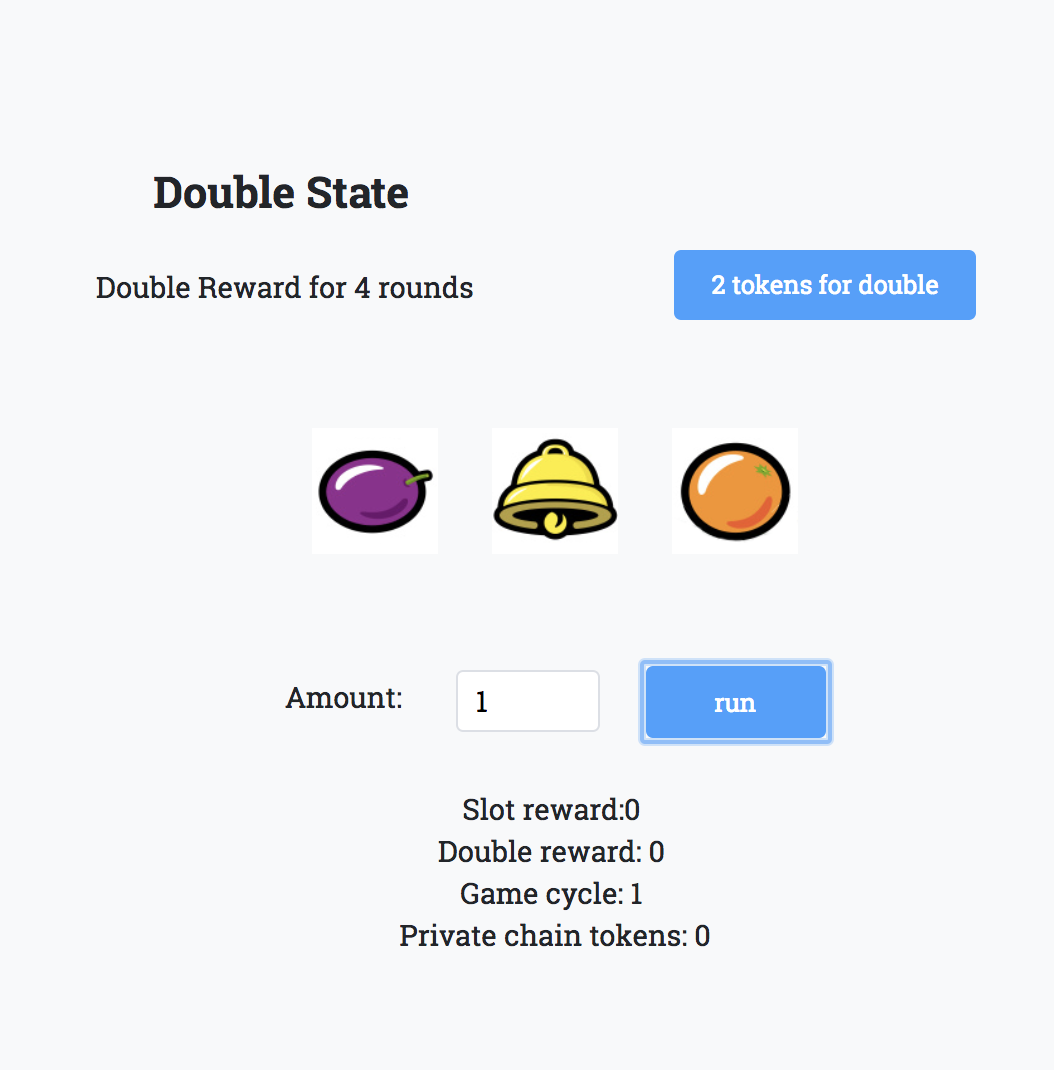 Double State
Double Reward for 4 rounds
2 tokens for double
Amount:
1
run
Slot reward:0
Double reward: 0
Game cycle: 1
Private chain tokens: 0